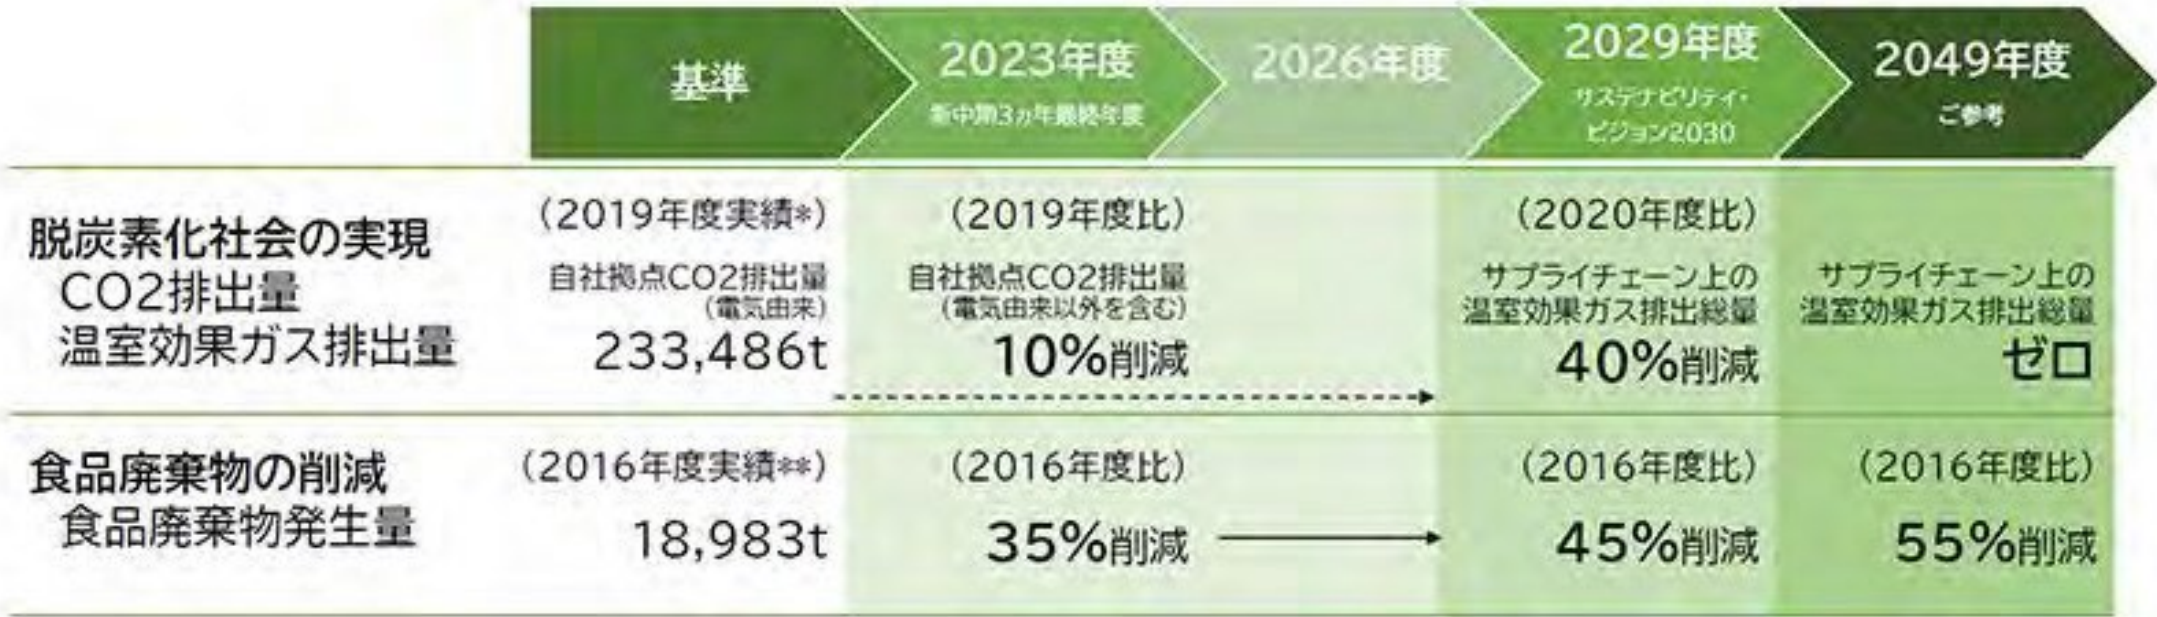 基準
2023年度
新中期3ヵ年最終年度
2026年度
2029年度
サステナビリティ・
ビジョン2030
2049年度
ご参考
脱炭素化社会の実現
CO2排出量
温室効果ガス排出量
（2019年度実績*）
自社拠点CO2排出量
（電気由来）
233,486t
（2019年度比）
自社拠点CO2排出量
（電気由来以外を含む）
10%削減
（2020年度比）
サプライチェーン上の
温室効果ガス排出総量
40%削減
サプライチェーン上の
温室効果ガス排出総量
ゼロ
食品廃棄物の削減
食品廃棄物発生量
（2016年度実績**）
18,983t
（2016年度比）
35%削減
（2016年度比）
45%削減
（2016年度比）
55%削減